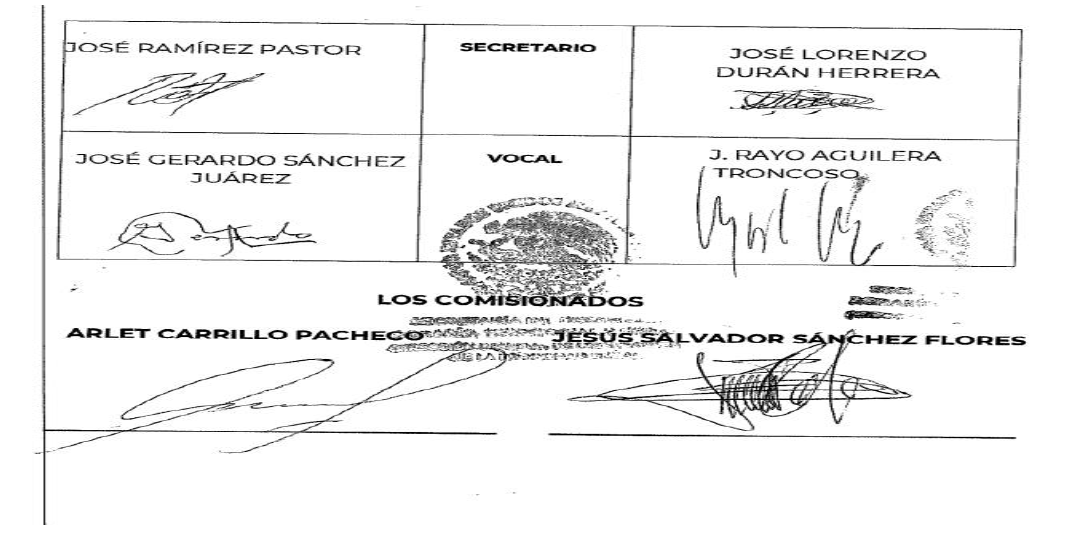 JOSÉ RAMÍREZ PASTOR
SECRETARIO
JOSÉ LORENZO
DURÁN HERRERA
JOSÉ GERARDO SÁNCHEZ
JUÁREZ
VOCAL
J. RAYO AGUILERA
TRONCOSO
LOS COMISIONADOS
ARLET CARRILLO PACHECO
JESÚS SALVADOR SÁNCHEZ FLORES